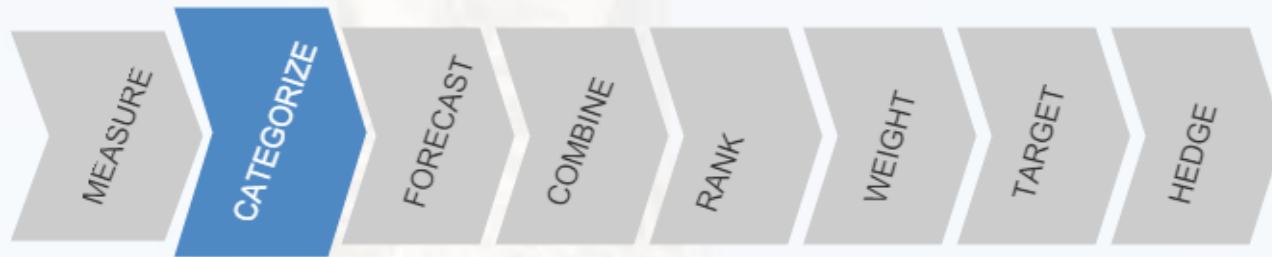 MEASURE
CATEGORIZE
FORECAST
COMBINE
RANK
WEIGHT
TARGET
HEDGE